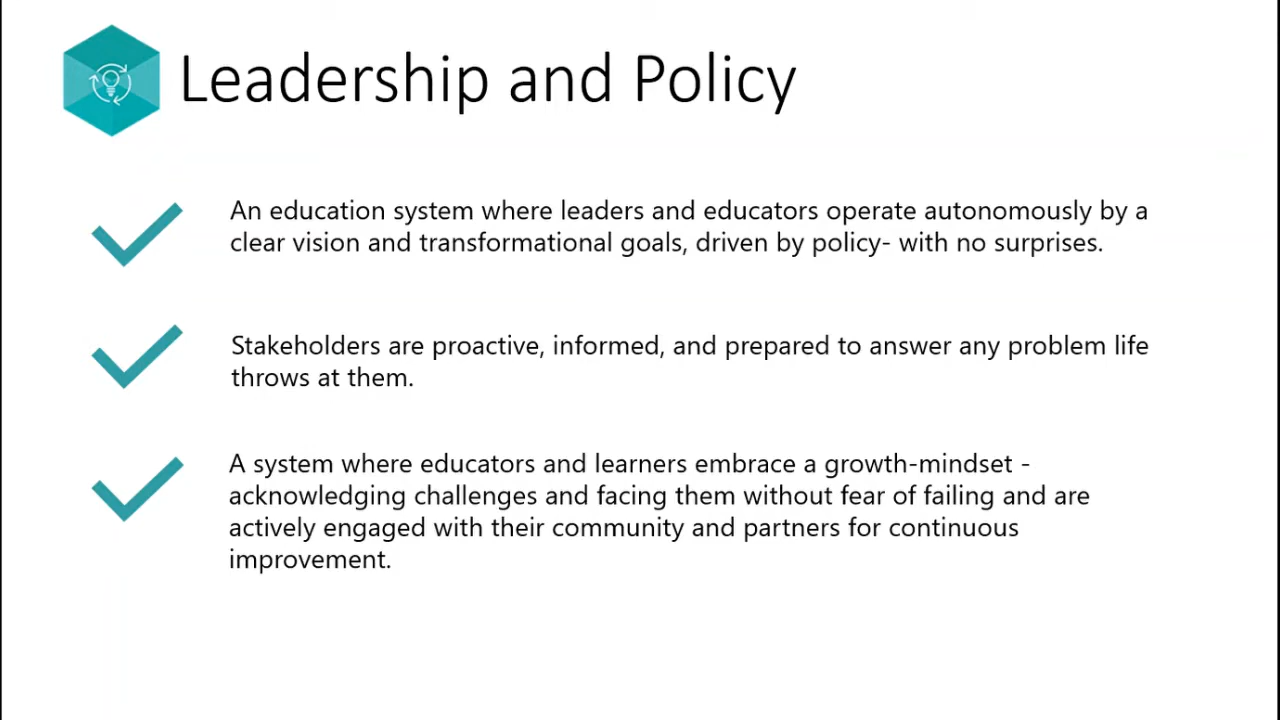 Leadership and Policy
An education system where leaders and educators operate autonomously by a
clear vision and transformational goals, driven by policy- with no surprises.
Stakeholders are proactive, informed, and prepared to answer any problem life
throws at them.
A system where educators and learners embrace a growth-mindset -
acknowledging challenges and facing them without fear of failing and are
actively engaged with their community and partners for continuous
improvement.